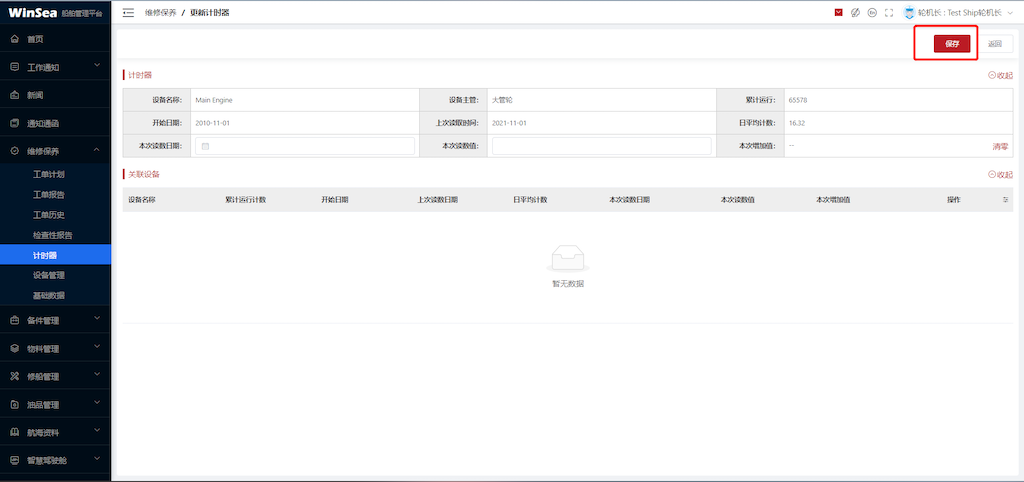 WinSea 船舶管理平台
维修保养 / 更新计时器
En
轮机长 : Test Ship轮机长
首页
工作通知
新闻
通知通函
维修保养
工单计划
工单报告
工单历史
检查性报告
计时器
设备管理
基础数据
备件管理
物料管理
修船管理
油品管理
航海资料
智慧驾驶舱
保存 返回
计时器 收起
设备名称: Main Engine 设备主管: 大管轮 累计运行: 65578
开始日期: 2010-11-01 上次读取时间: 2021-11-01 日平均计数: 16.32
本次读数日期: 本次读数值: 本次增加值: -- 清零
关联设备 收起
设备名称 累计运行计数 开始日期 上次读数日期 日平均计数 本次读数日期 本次读数值 本次增加值 操作
暂无数据